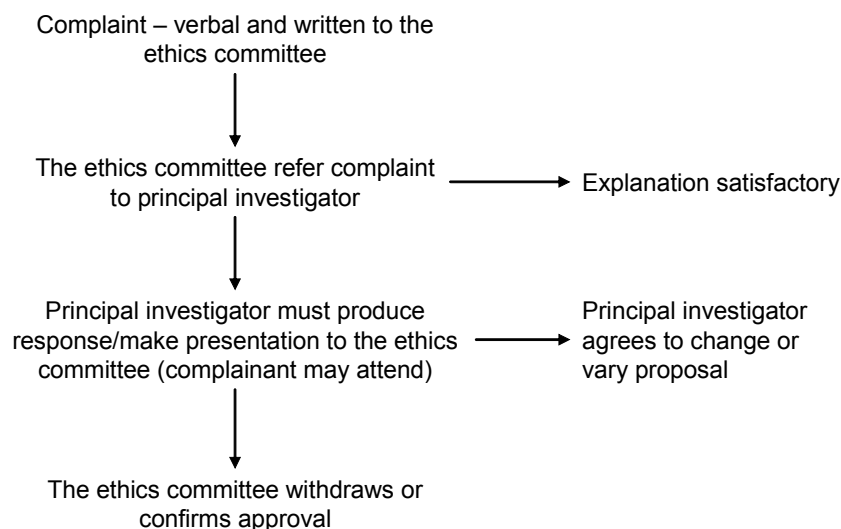 Complaint – verbal and written to the
ethics committee
The ethics committee refer complaint
to principal investigator
Explanation satisfactory
Principal investigator must produce
response/make presentation to the ethics
committee (complainant may attend)
Principal investigator
agrees to change or
vary proposal
The ethics committee withdraws or
confirms approval